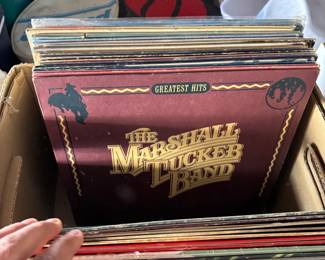 GREATEST HITS
THE
MARSHALL
TUCKER
BAND